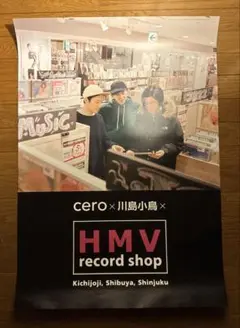 MUSIC
cero×川島小鳥×
HMV
record shop
Kichijoji, Shibuya, Shinjuku